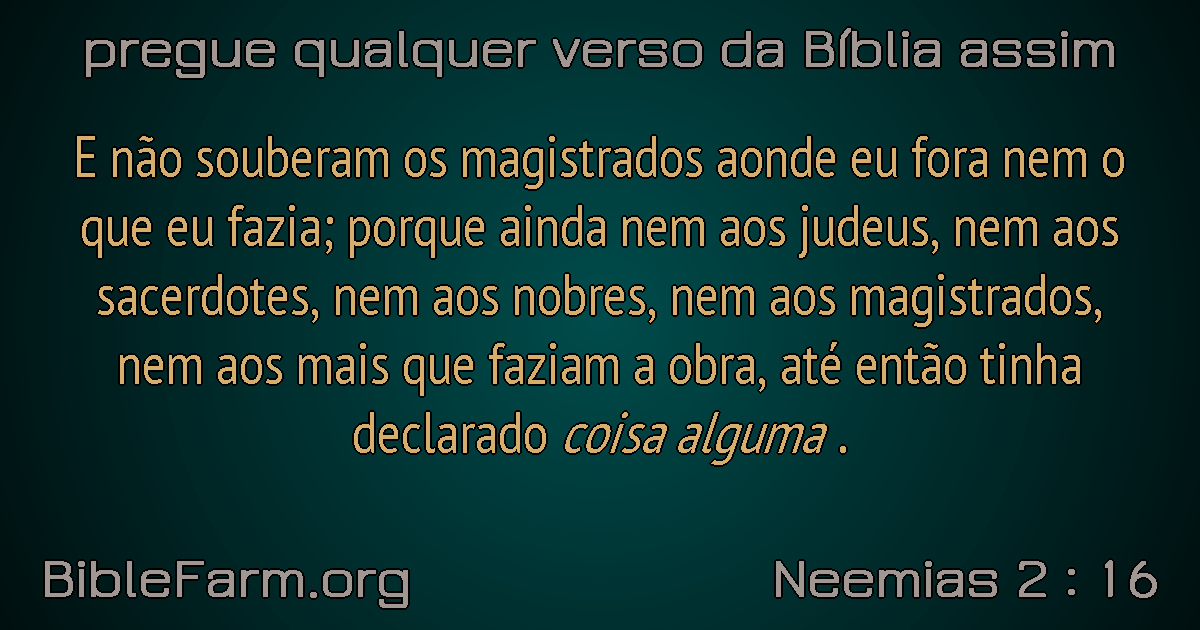 pregue qualquer verso da Bíblia assim
E não souberam os magistrados aonde eu fora nem o
que eu fazia; porque ainda nem aos judeus, nem aos
sacerdotes, nem aos nobres, nem aos magistrados,
nem aos mais que faziam a obra, até então tinha
declarado coisa alguma .
BibleFarm.org
Neemias 2 : 16